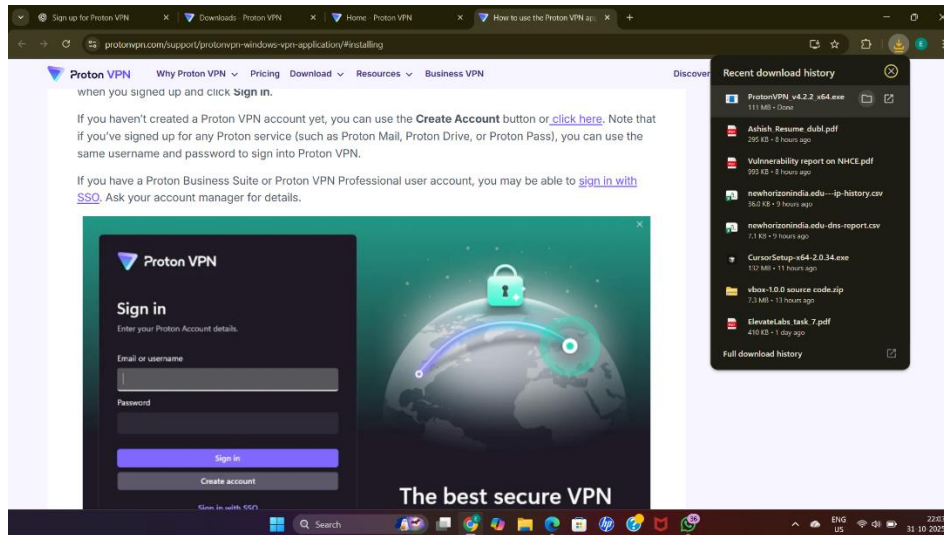 Sign up for Proton VPN
Downloads - Proton VPN
Home - Proton VPN
How to use the Proton VPN ap
protonvpn.com/support/protonvpn-windows-vpn-application/#installing
Proton VPN
Why Proton VPN
Pricing
Download
Resources
Business VPN
Discover
when you signed up and click Sign in.
If you haven't created a Proton VPN account yet, you can use the Create Account button or click here. Note that
if you've signed up for any Proton service (such as Proton Mail, Proton Drive, or Proton Pass), you can use the
same username and password to sign into Proton VPN.
If you have a Proton Business Suite or Proton VPN Professional user account, you may be able to sign in with
SSO. Ask your account manager for details.
Proton VPN
Sign in
Enter your Proton Account details.
Email or username
Password
Sign in
Create account
Sign in with SSO
The best secure VPN
Recent download history
ProtonVPN_v4.2.2_x64.exe
111 MB • Done
Ashish_Resume_dubl.pdf
295 KB • 8 hours ago
Vulnnerability report on NHCE.pdf
993 KB • 8 hours ago
newhorizonindia.edu---ip-history.csv
36.0 KB • 9 hours ago
newhorizonindia.edu-dns-report.csv
7.1 KB • 9 hours ago
CursorSetup-x64-2.0.34.exe
132 MB • 11 hours ago
vbox-1.0.0 source code.zip
7.3 MB • 13 hours ago
ElevateLabs_task_7.pdf
410 KB • 1 day ago
Full download history
Search
ENG
US
22:03
31-10-2025